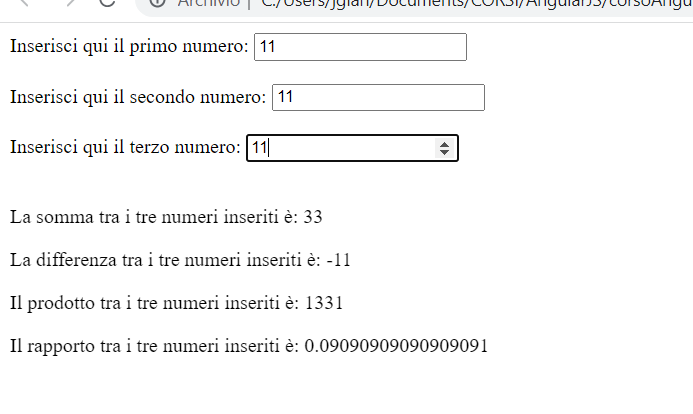 Archivio | C:/Users/jgian/Documents/CORSI/AngularJS/corsoAngu
Inserisci qui il primo numero: 11
Inserisci qui il secondo numero: 11
Inserisci qui il terzo numero: 11
La somma tra i tre numeri inseriti è: 33
La differenza tra i tre numeri inseriti è: -11
Il prodotto tra i tre numeri inseriti è: 1331
Il rapporto tra i tre numeri inseriti è: 0.09090909090909091